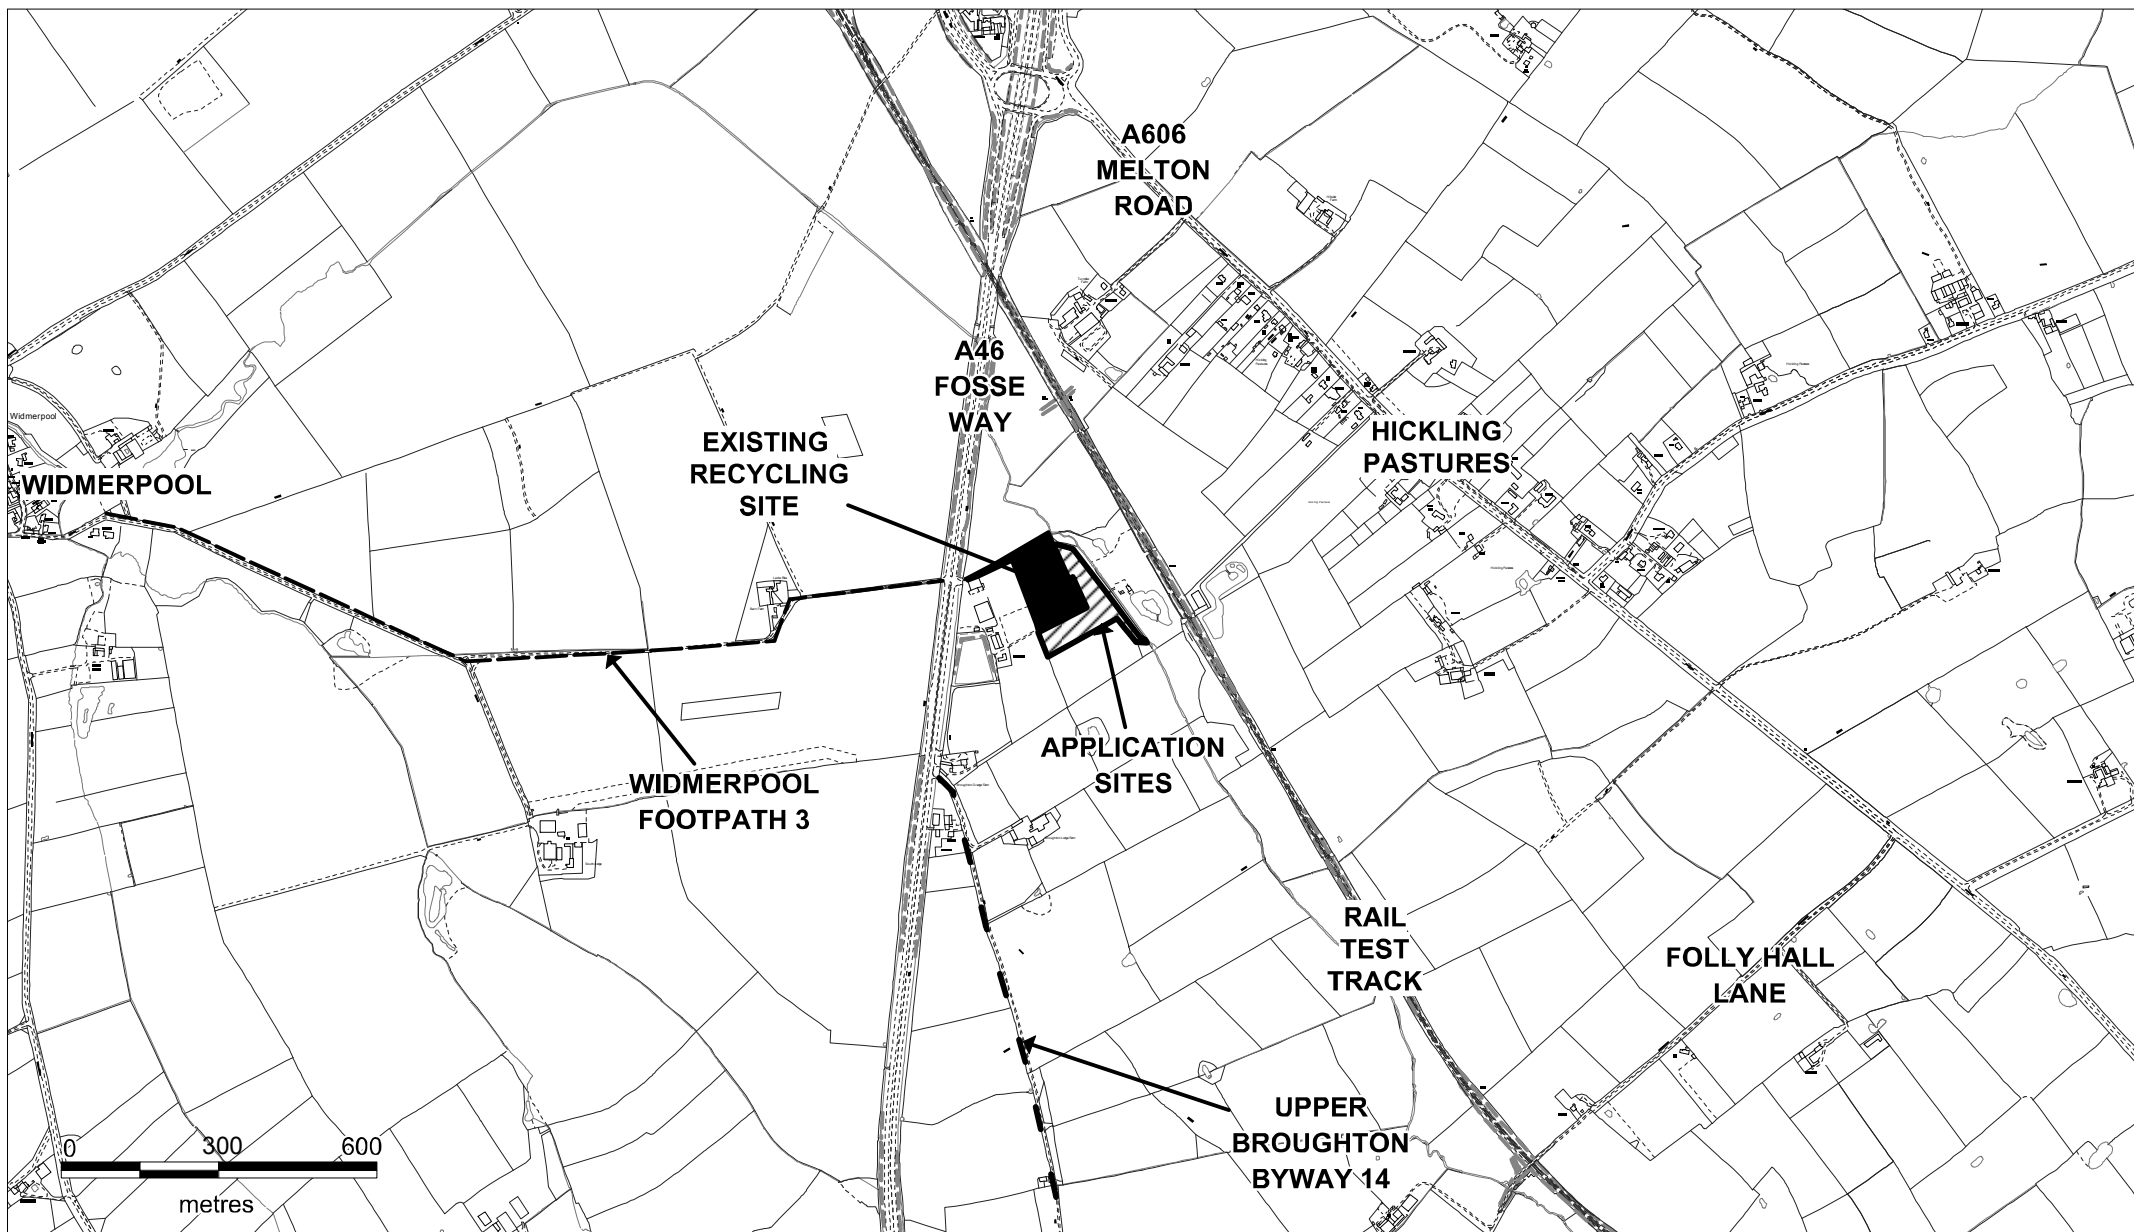 A606
MELTON
ROAD
A46
FOSSE
WAY
EXISTING
RECYCLING
SITE
HICKLING
PASTURES
Widmerpool
WIDMERPOOL
APPLICATION
SITES
WIDMERPOOL
FOOTPATH 3
RAIL
TEST
TRACK
FOLLY HALL
LANE
UPPER
BROUGHTON
BYWAY 14
0 300 600
metres